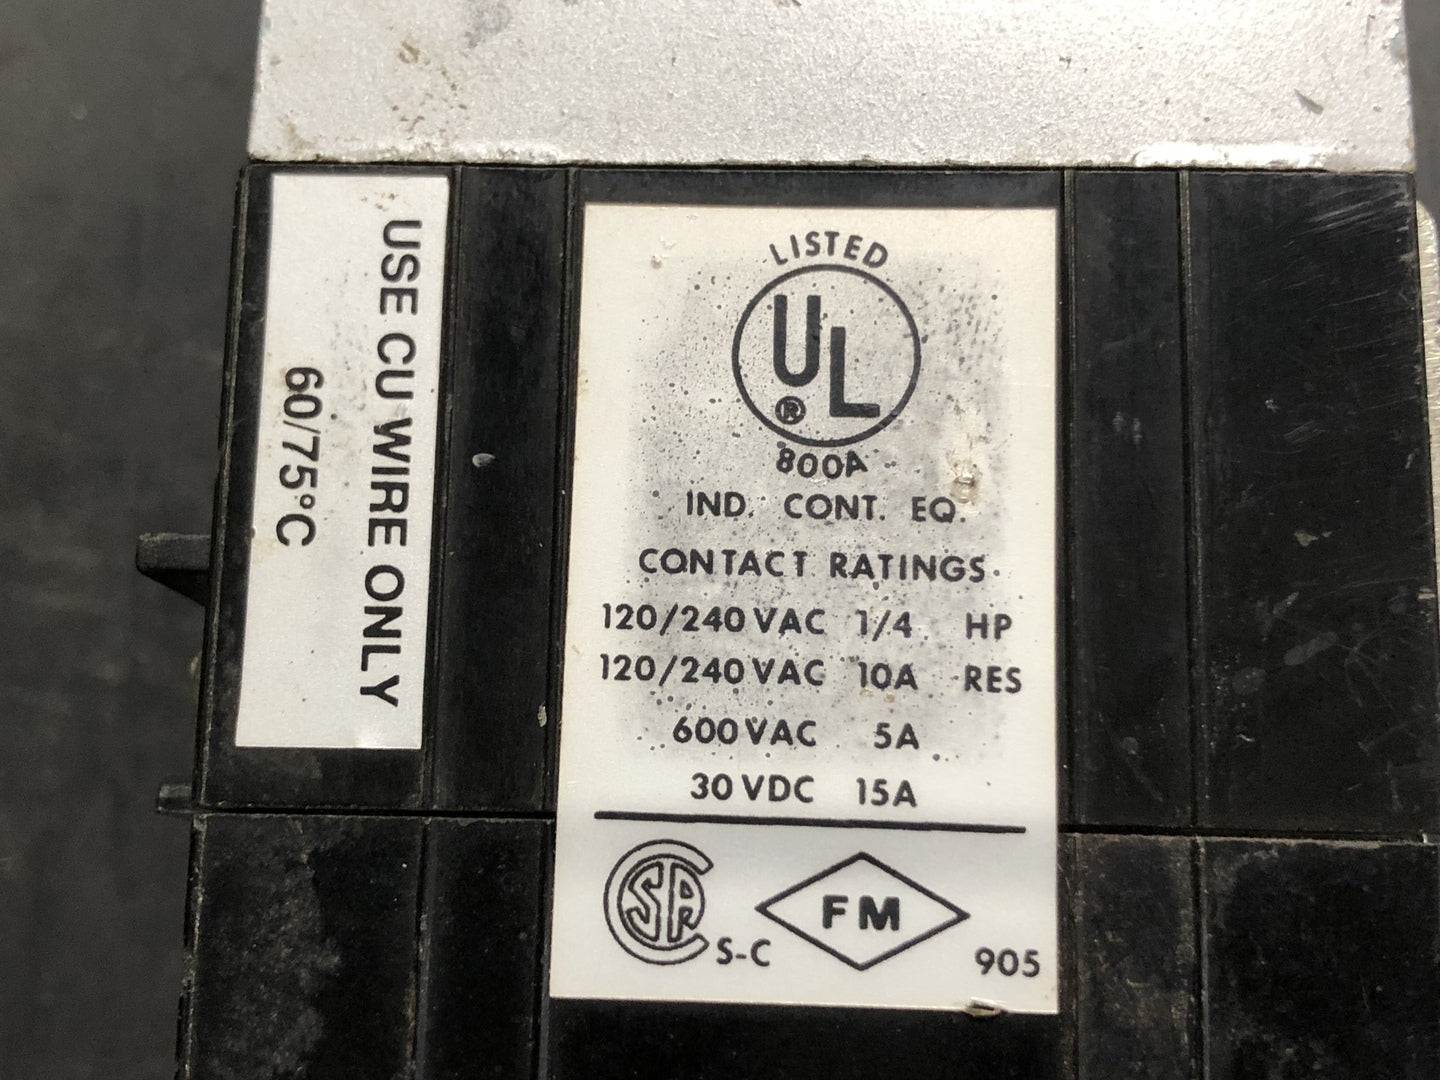 USE CU WIRE ONLY
60/75°C
LISTED
UL
®
800A
IND. CONT. EQ.
CONTACT RATINGS
120/240 VAC 1/4 HP
120/240 VAC 10A RES
600 VAC 5A
30 VDC 15A
CSA S-C
FM
905